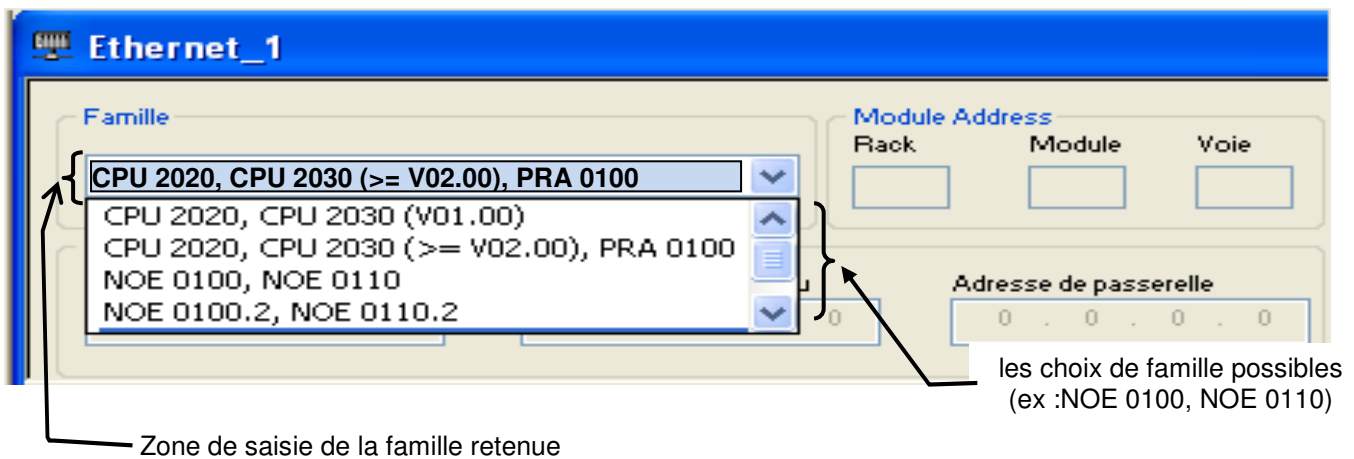 Ethernet_1
Famille
Module Address
Rack Module Voie
CPU 2020, CPU 2030 (>= V02.00), PRA 0100
CPU 2020, CPU 2030 (V01.00)
CPU 2020, CPU 2030 (>= V02.00), PRA 0100
NOE 0100, NOE 0110
NOE 0100.2, NOE 0110.2
Adresse de passerelle
0
0 . 0 . 0 . 0
les choix de famille possibles
(ex :NOE 0100, NOE 0110)
Zone de saisie de la famille retenue